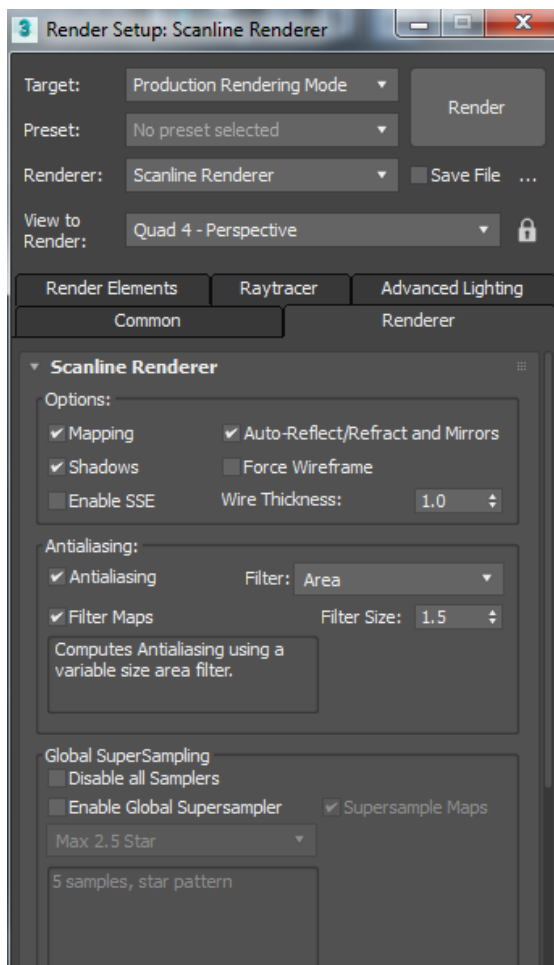 3 Render Setup: Scanline Renderer
Target: Production Rendering Mode
Render
Preset: No preset selected
Renderer: Scanline Renderer Save File ...
View to
Render: Quad 4 - Perspective
Render Elements Raytracer Advanced Lighting
Common Renderer
Scanline Renderer
Options:
Mapping Auto-Reflect/Refract and Mirrors
Shadows Force Wireframe
Enable SSE Wire Thickness: 1.0
Antialiasing:
Antialiasing Filter: Area
Filter Maps Filter Size: 1.5
Computes Antialiasing using a
variable size area filter.
Global SuperSampling
Disable all Samplers
Enable Global Supersampler Supersample Maps
Max 2.5 Star
5 samples, star pattern